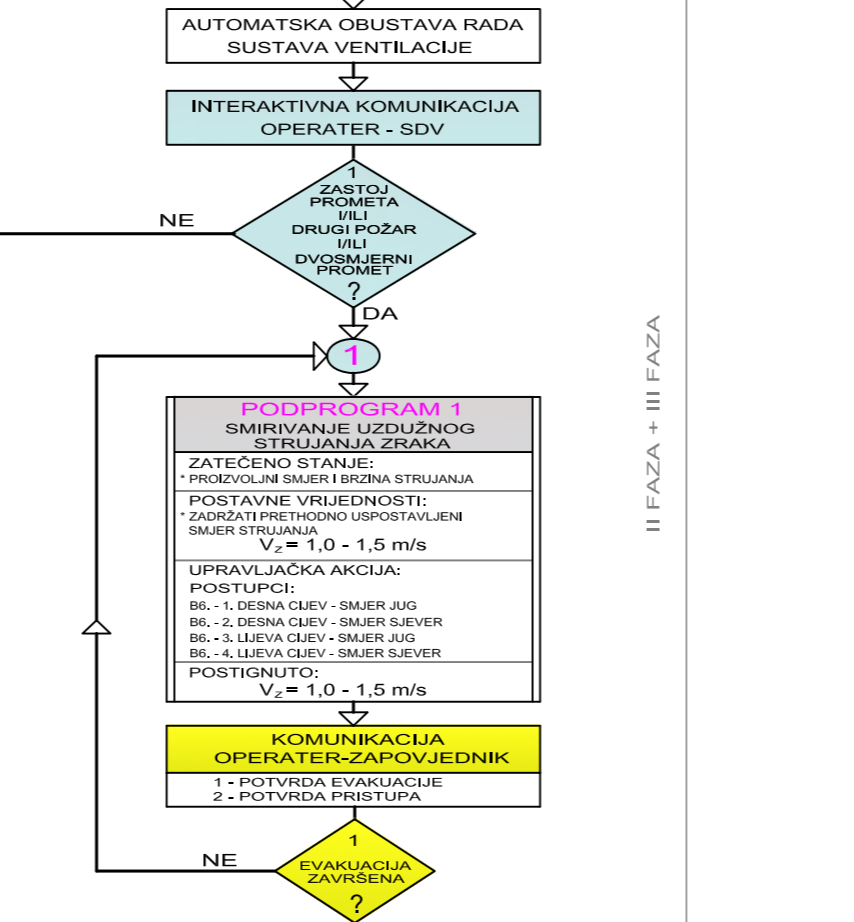 AUTOMATSKA OBUSTAVA RADA
SUSTAVA VENTILACIJE
INTERAKTIVNA KOMUNIKACIJA
OPERATER - SDV
1
ZASTOJ
PROMETA
I/ILI
DRUGI POŽAR
I/ILI
DVOSMJERNI
PROMET
?
NE
DA
1
PODPROGRAM 1
SMIRIVANJE UZDUŽNOG
STRUJANJA ZRAKA
ZATEČENO STANJE:
* PROIZVOLJNI SMJER I BRZINA STRUJANJA
POSTAVNE VRIJEDNOSTI:
* ZADRŽATI PRETHODNO USPOSTAVLJENI
SMJER STRUJANJA
Vz = 1,0 - 1,5 m/s
UPRAVLJAČKA AKCIJA:
POSTUPCI:
B6. - 1. DESNA CIJEV - SMJER JUG
B6. - 2. DESNA CIJEV - SMJER SJEVER
B6. - 3. LIJEVA CIJEV - SMJER JUG
B6. - 4. LIJEVA CIJEV - SMJER SJEVER
POSTIGNUTO:
Vz = 1,0 - 1,5 m/s
KOMUNIKACIJA
OPERATER-ZAPOVJEDNIK
1 - POTVRDA EVAKUACIJE
2 - POTVRDA PRISTUPA
1
EVAKUACIJA
ZAVRŠENA
?
NE
II FAZA + III FAZA